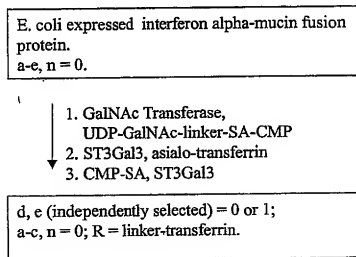 E. coli expressed interferon alpha-mucin fusion
protein.
a-e, n = 0.
1. GalNAc Transferase,
UDP-GalNAc-linker-SA-CMP
2. ST3Gal3, asialo-transferrin
3. CMP-SA, ST3Gal3
d, e (independently selected) = 0 or 1;
a-c, n = 0; R = linker-transferrin.